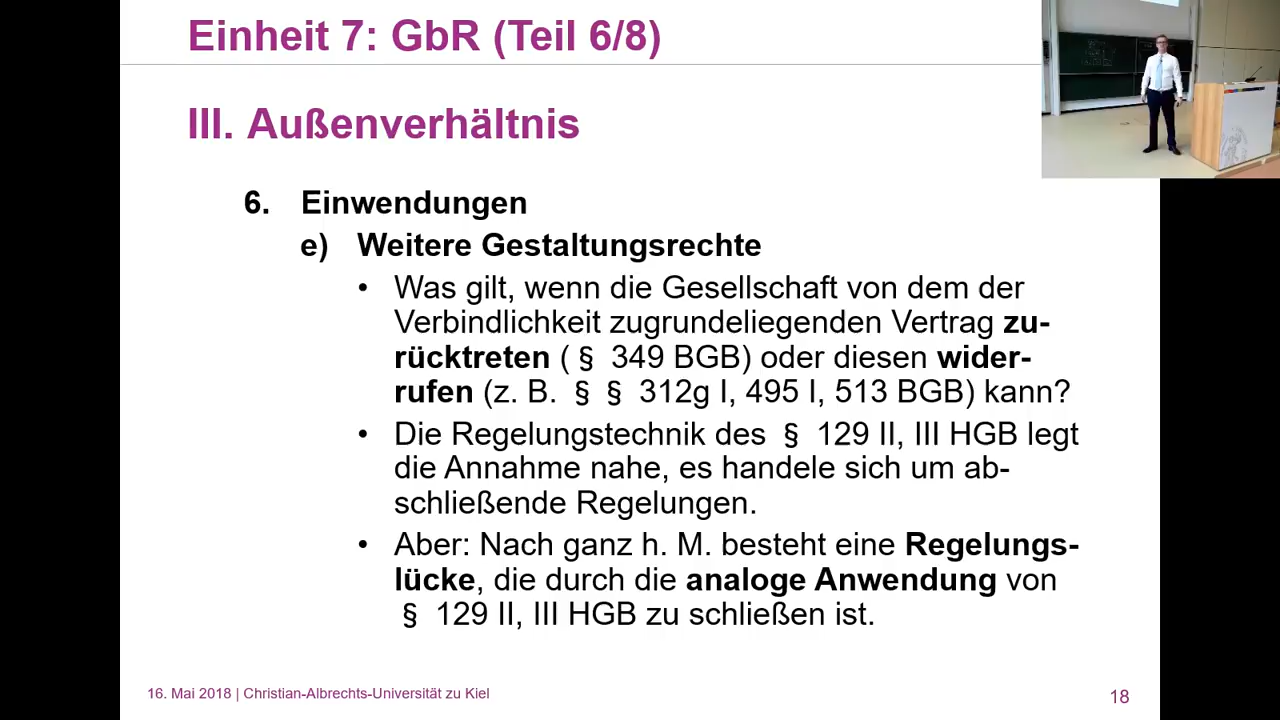 Einheit 7: GbR (Teil 6/8)
III. Außenverhältnis
6. Einwendungen
e) Weitere Gestaltungsrechte
• Was gilt, wenn die Gesellschaft von dem der
Verbindlichkeit zugrundeliegenden Vertrag zu-
rücktreten ( § 349 BGB) oder diesen wider-
rufen (z. B. § § 312g I, 495 I, 513 BGB) kann?
• Die Regelungstechnik des § 129 II, III HGB legt
die Annahme nahe, es handele sich um ab-
schließende Regelungen.
• Aber: Nach ganz h. M. besteht eine Regelungs-
lücke, die durch die analoge Anwendung von
§ 129 II, III HGB zu schließen ist.
16. Mai 2018 | Christian-Albrechts-Universität zu Kiel
18